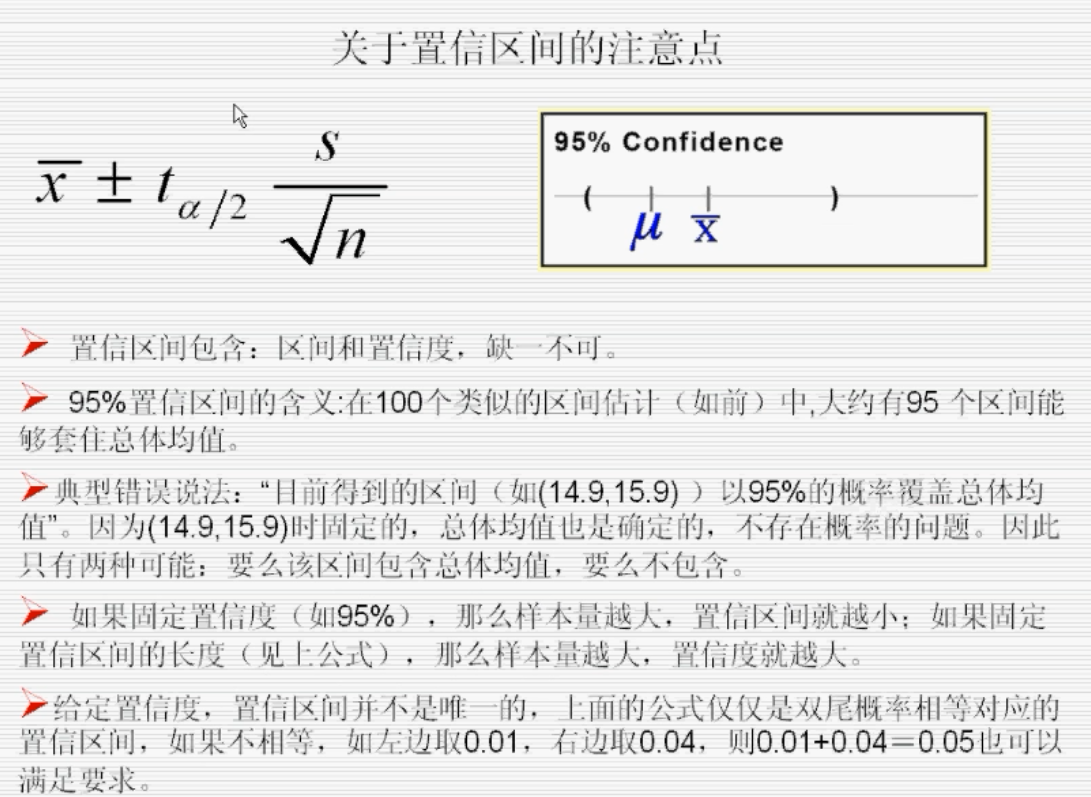 关于置信区间的注意点
x̄ ± t_{α/2} s/√n
95% Confidence
( μ x̄ )
➢ 置信区间包含：区间和置信度，缺一不可。
➢ 95%置信区间的含义:在100个类似的区间估计（如前）中,大约有95 个区间能
够套住总体均值。
➢典型错误说法：“目前得到的区间（如(14.9,15.9) ）以95%的概率覆盖总体均
值”。因为(14.9,15.9)时固定的，总体均值也是确定的，不存在概率的问题。因此
只有两种可能：要么该区间包含总体均值，要么不包含。
➢ 如果固定置信度（如95%），那么样本量越大，置信区间就越小；如果固定
置信区间的长度（见上公式），那么样本量越大，置信度就越大。
➢给定置信度，置信区间并不是唯一的，上面的公式仅仅是双尾概率相等对应的
置信区间，如果不相等，如左边取0.01，右边取0.04，则0.01+0.04＝0.05也可以
满足要求。